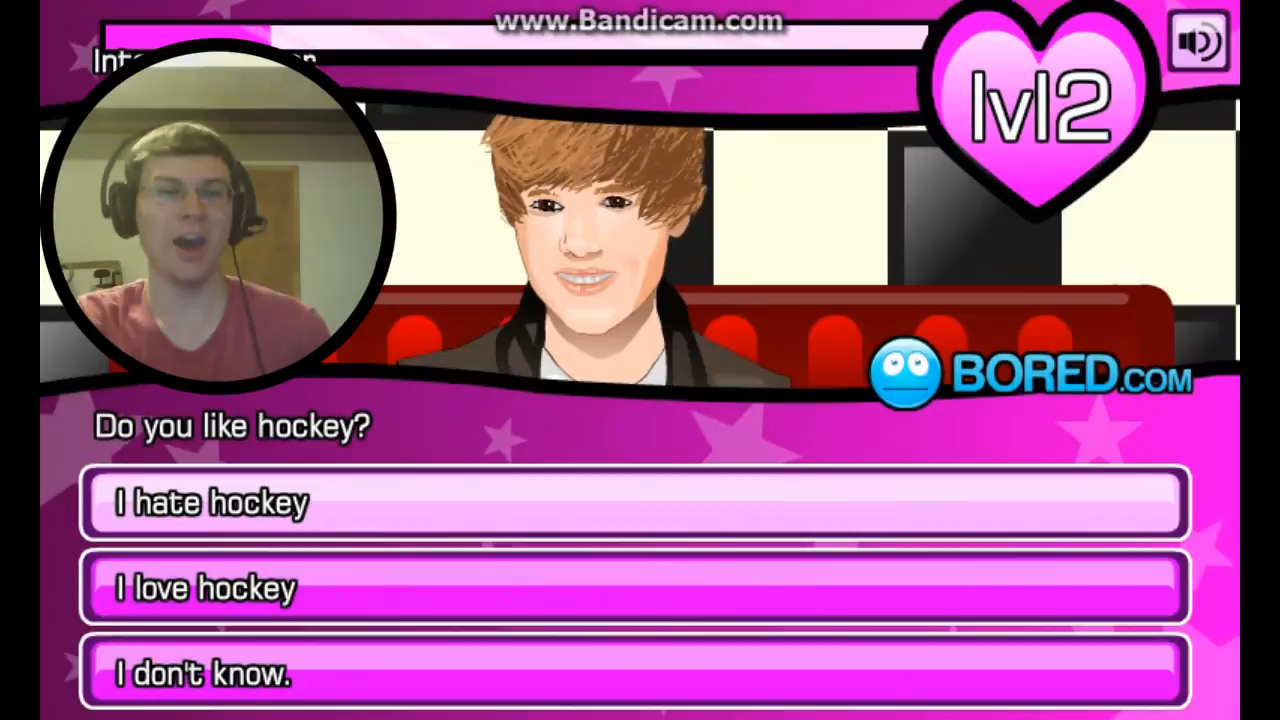 www.Bandicam.com
lvl2
BORED.COM
Do you like hockey?
I hate hockey
I love hockey
I don't know.